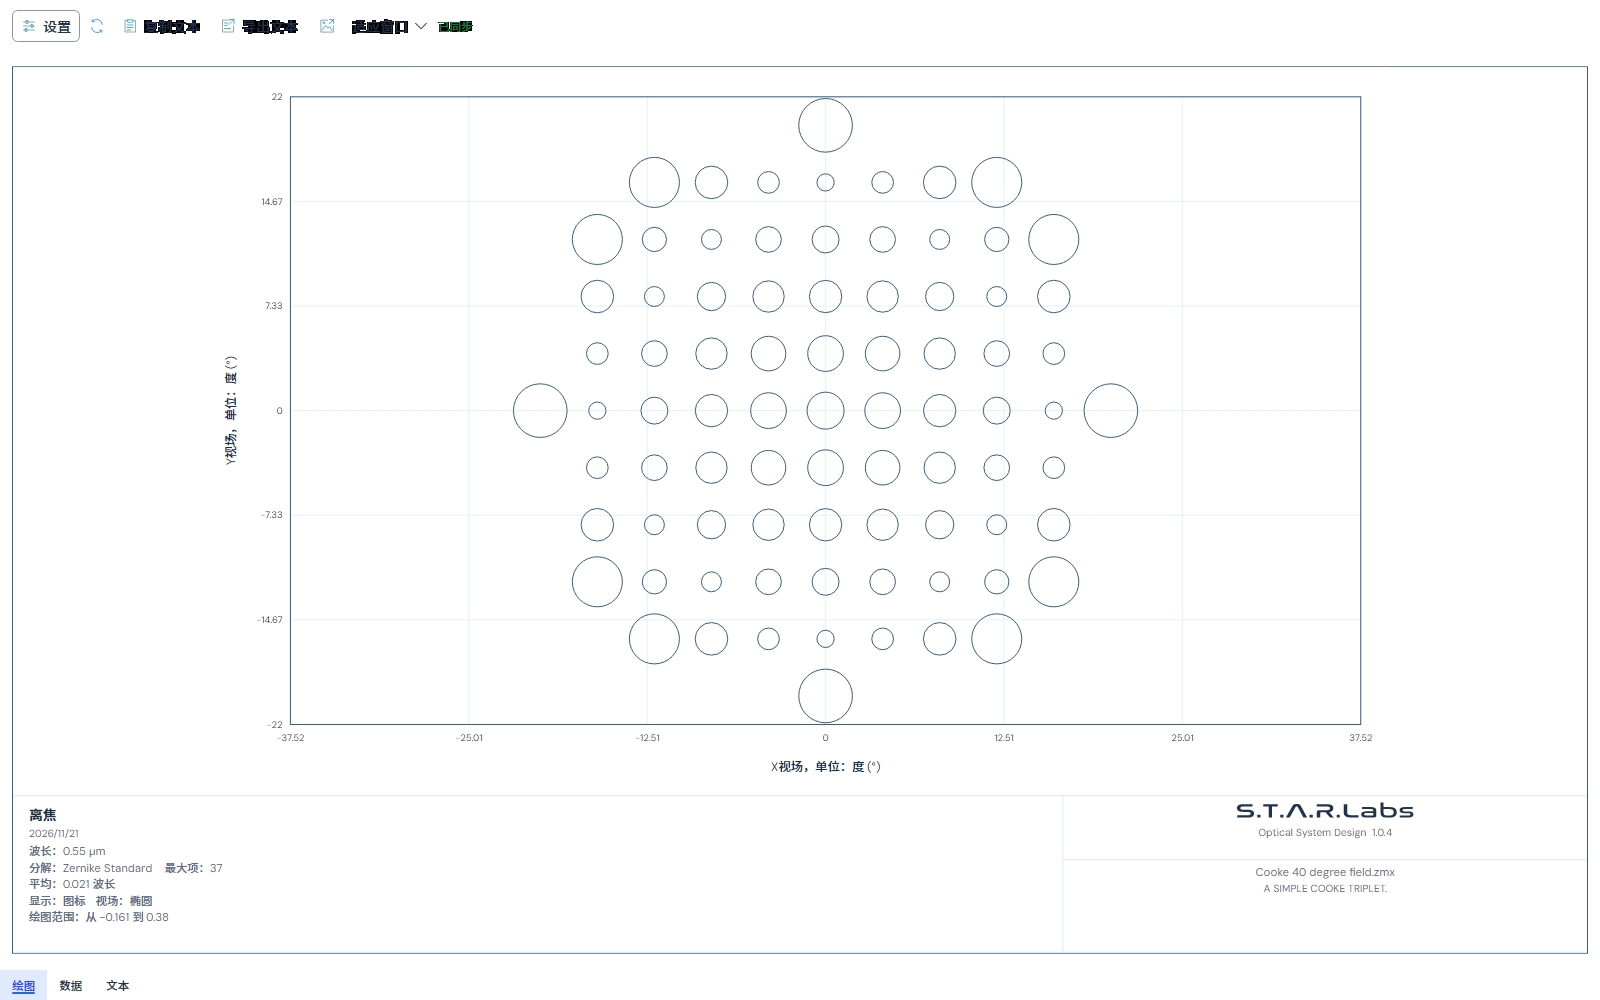 设置
22
14.67
7.33
0
-7.33
-14.67
-22
-37.52 -25.01 -12.51 0 12.51 25.01 37.52
Y视场，单位：度 (°)
X视场，单位：度 (°)
离焦
2026/11/21
波长：0.55 µm
分解：Zernike Standard 最大项：37
平均：0.021 波长
显示：图标 视场：椭圆
绘图范围：从 -0.161 到 0.38
S.T.A.R.Labs
Optical System Design 1.0.4
Cooke 40 degree field.zmx
A SIMPLE COOKE TRIPLET.
绘图 数据 文本